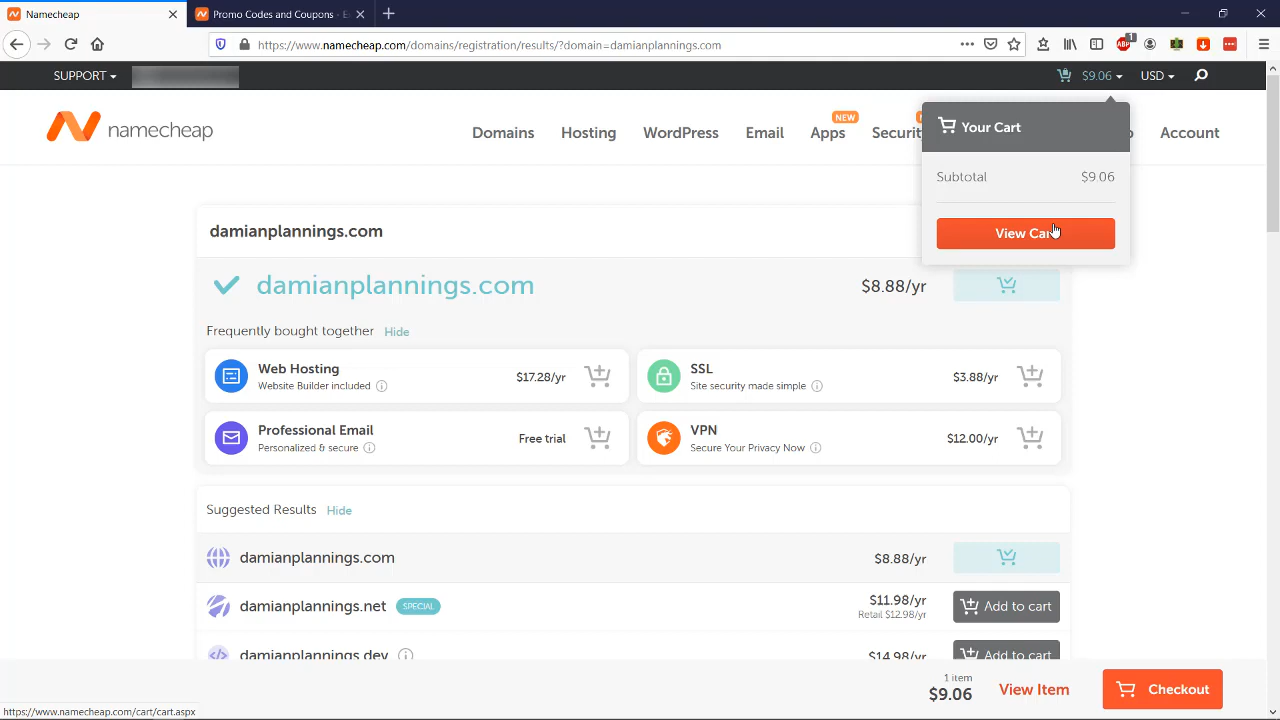 Namecheap
Promo Codes and Coupons - E
https://www.namecheap.com/domains/registration/results/?domain=damianplannings.com
ABP 1
SUPPORT
$9.06
USD
namecheap
Domains
Hosting
WordPress
Email
NEW
Apps
Securit
Account
Your Cart
Subtotal $9.06
View Car
damianplannings.com
damianplannings.com
$8.88/yr
Frequently bought together Hide
Web Hosting
Website Builder included
$17.28/yr
SSL
Site security made simple
$3.88/yr
Professional Email
Personalized & secure
Free trial
VPN
Secure Your Privacy Now
$12.00/yr
Suggested Results Hide
damianplannings.com
$8.88/yr
damianplannings.net SPECIAL
$11.98/yr
Retail $12.98/yr
Add to cart
damianplannings.dev
$14.98/yr
Add to cart
1 item
$9.06
View Item
Checkout
https://www.namecheap.com/cart/cart.aspx